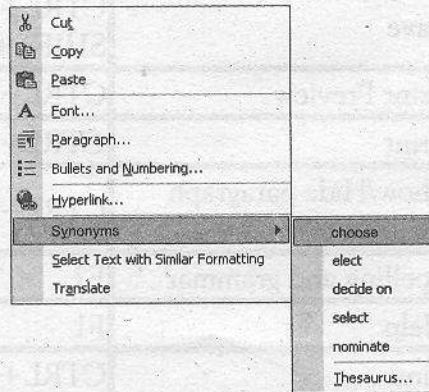 Cut
Copy
Paste
Font...
Paragraph...
Bullets and Numbering...
Hyperlink...
Synonyms
Select Text with Similar Formatting
Translate
choose
elect
decide on
select
nominate
Thesaurus...